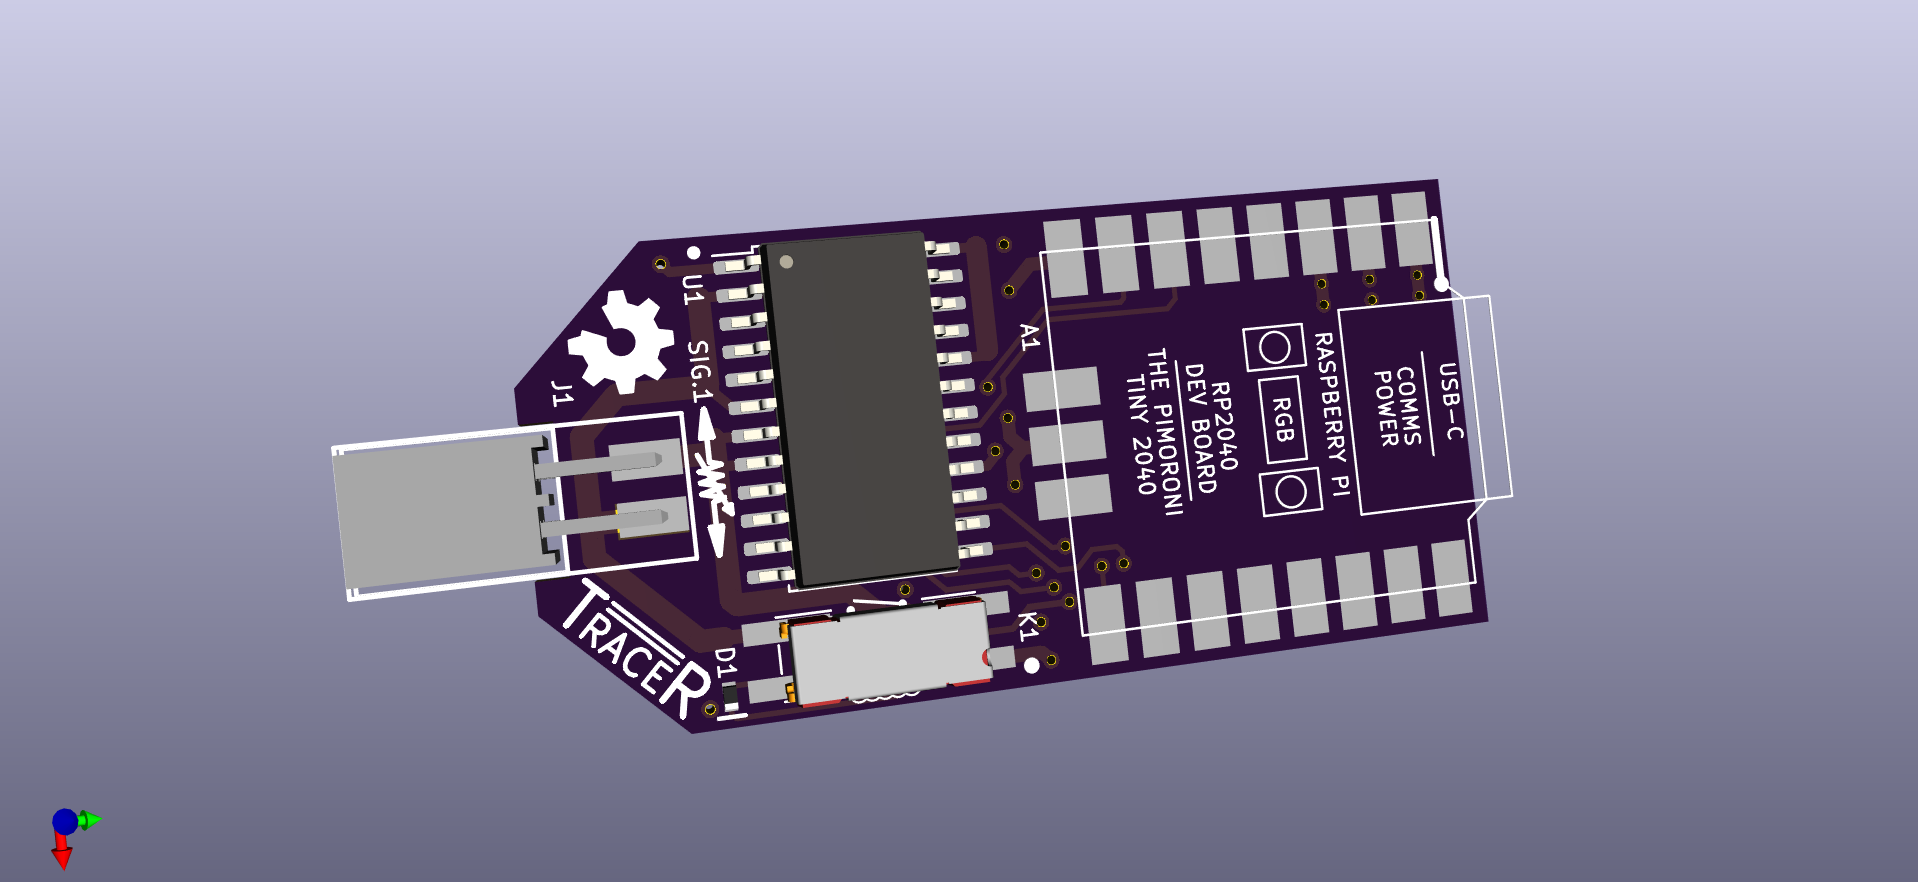 U1
SIG.1
J1
TRACER
D1
K1
A1
THE PIMORONI
TINY 2040
RP2040
DEV BOARD
RGB
RASPBERRY PI
USB-C
COMMS
POWER